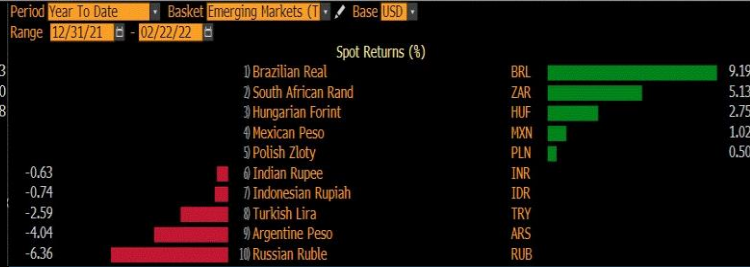 Period Year To Date Basket Emerging Markets (T Base USD
Range 12/31/21 - 02/22/22
Spot Returns (%)
3 1) Brazilian Real BRL 9.19
0 2) South African Rand ZAR 5.13
8 3) Hungarian Forint HUF 2.75
4) Mexican Peso MXN 1.02
5) Polish Zloty PLN 0.50
-0.63 6) Indian Rupee INR
-0.74 7) Indonesian Rupiah IDR
-2.59 8) Turkish Lira TRY
-4.04 9) Argentine Peso ARS
-6.36 10) Russian Ruble RUB